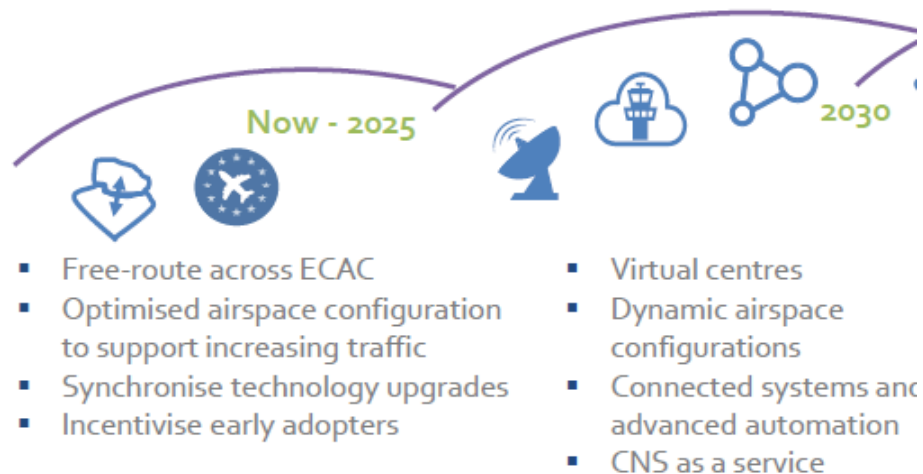 Now - 2025
2030
▪ Free-route across ECAC
▪ Optimised airspace configuration
to support increasing traffic
▪ Synchronise technology upgrades
▪ Incentivise early adopters
▪ Virtual centres
▪ Dynamic airspace
configurations
▪ Connected systems and
advanced automation
▪ CNS as a service